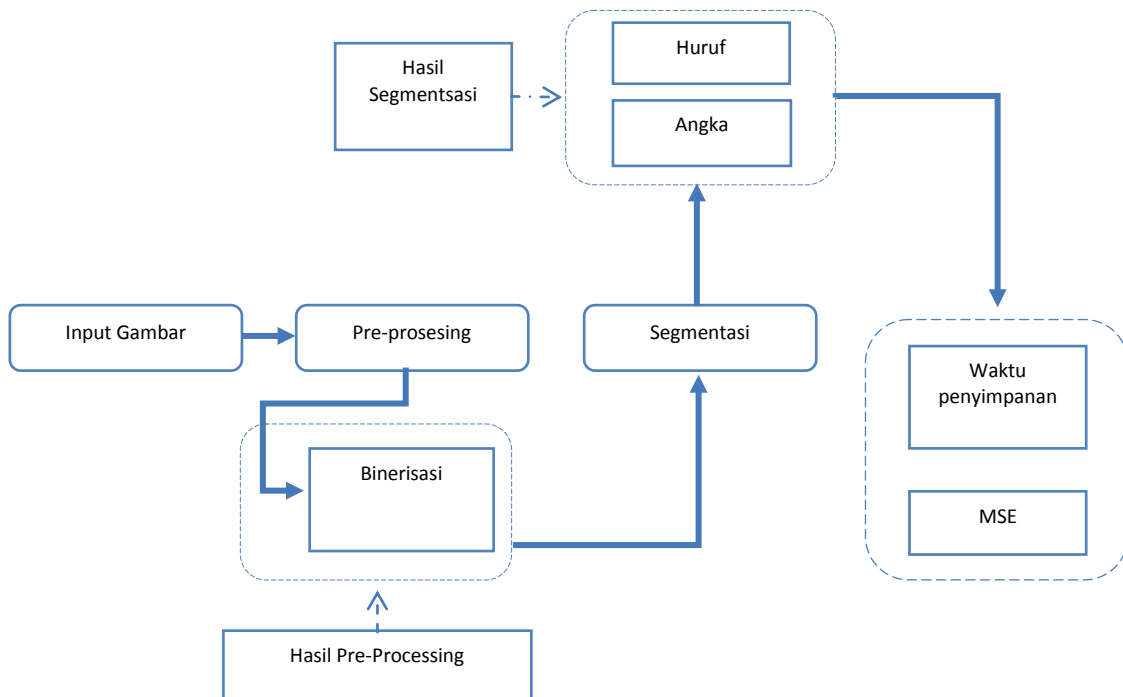 Huruf
Hasil
Segmentsasi
Angka
Input Gambar
Pre-prosesing
Segmentasi
Waktu
penyimpanan
Binerisasi
MSE
Hasil Pre-Processing